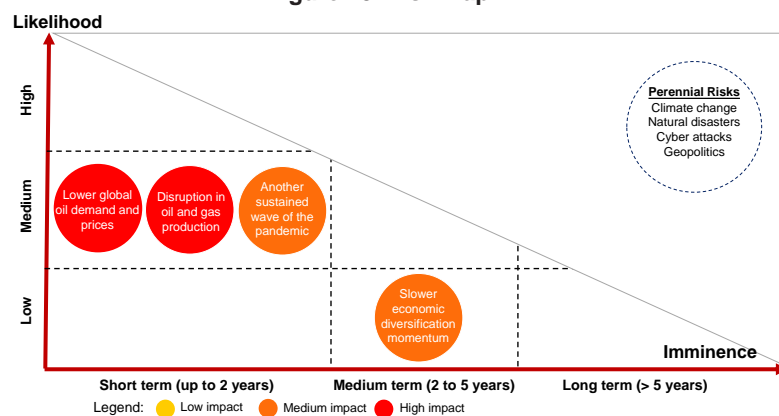 Likelihood
High
Medium
Low
Perennial Risks
Climate change
Natural disasters
Cyber attacks
Geopolitics
Lower global
oil demand and
prices
Disruption in
oil and gas
production
Another
sustained
wave of the
pandemic
Slower
economic
diversification
momentum
Imminence
Short term (up to 2 years)
Medium term (2 to 5 years)
Long term (> 5 years)
Legend:
Low impact
Medium impact
High impact